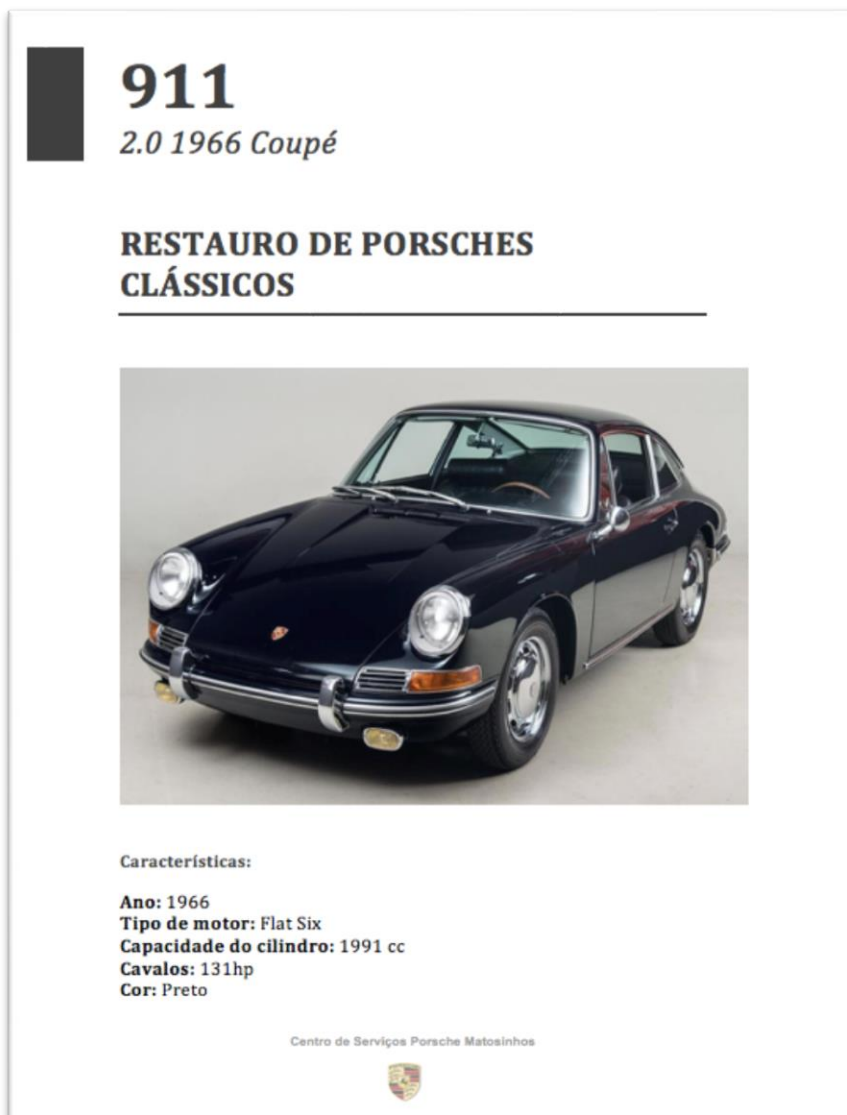 911
2.0 1966 Coupé
RESTAURO DE PORSCHES
CLÁSSICOS
Características:
Ano: 1966
Tipo de motor: Flat Six
Capacidade do cilindro: 1991 cc
Cavalos: 131hp
Cor: Preto
Centro de Serviços Porsche Matosinhos